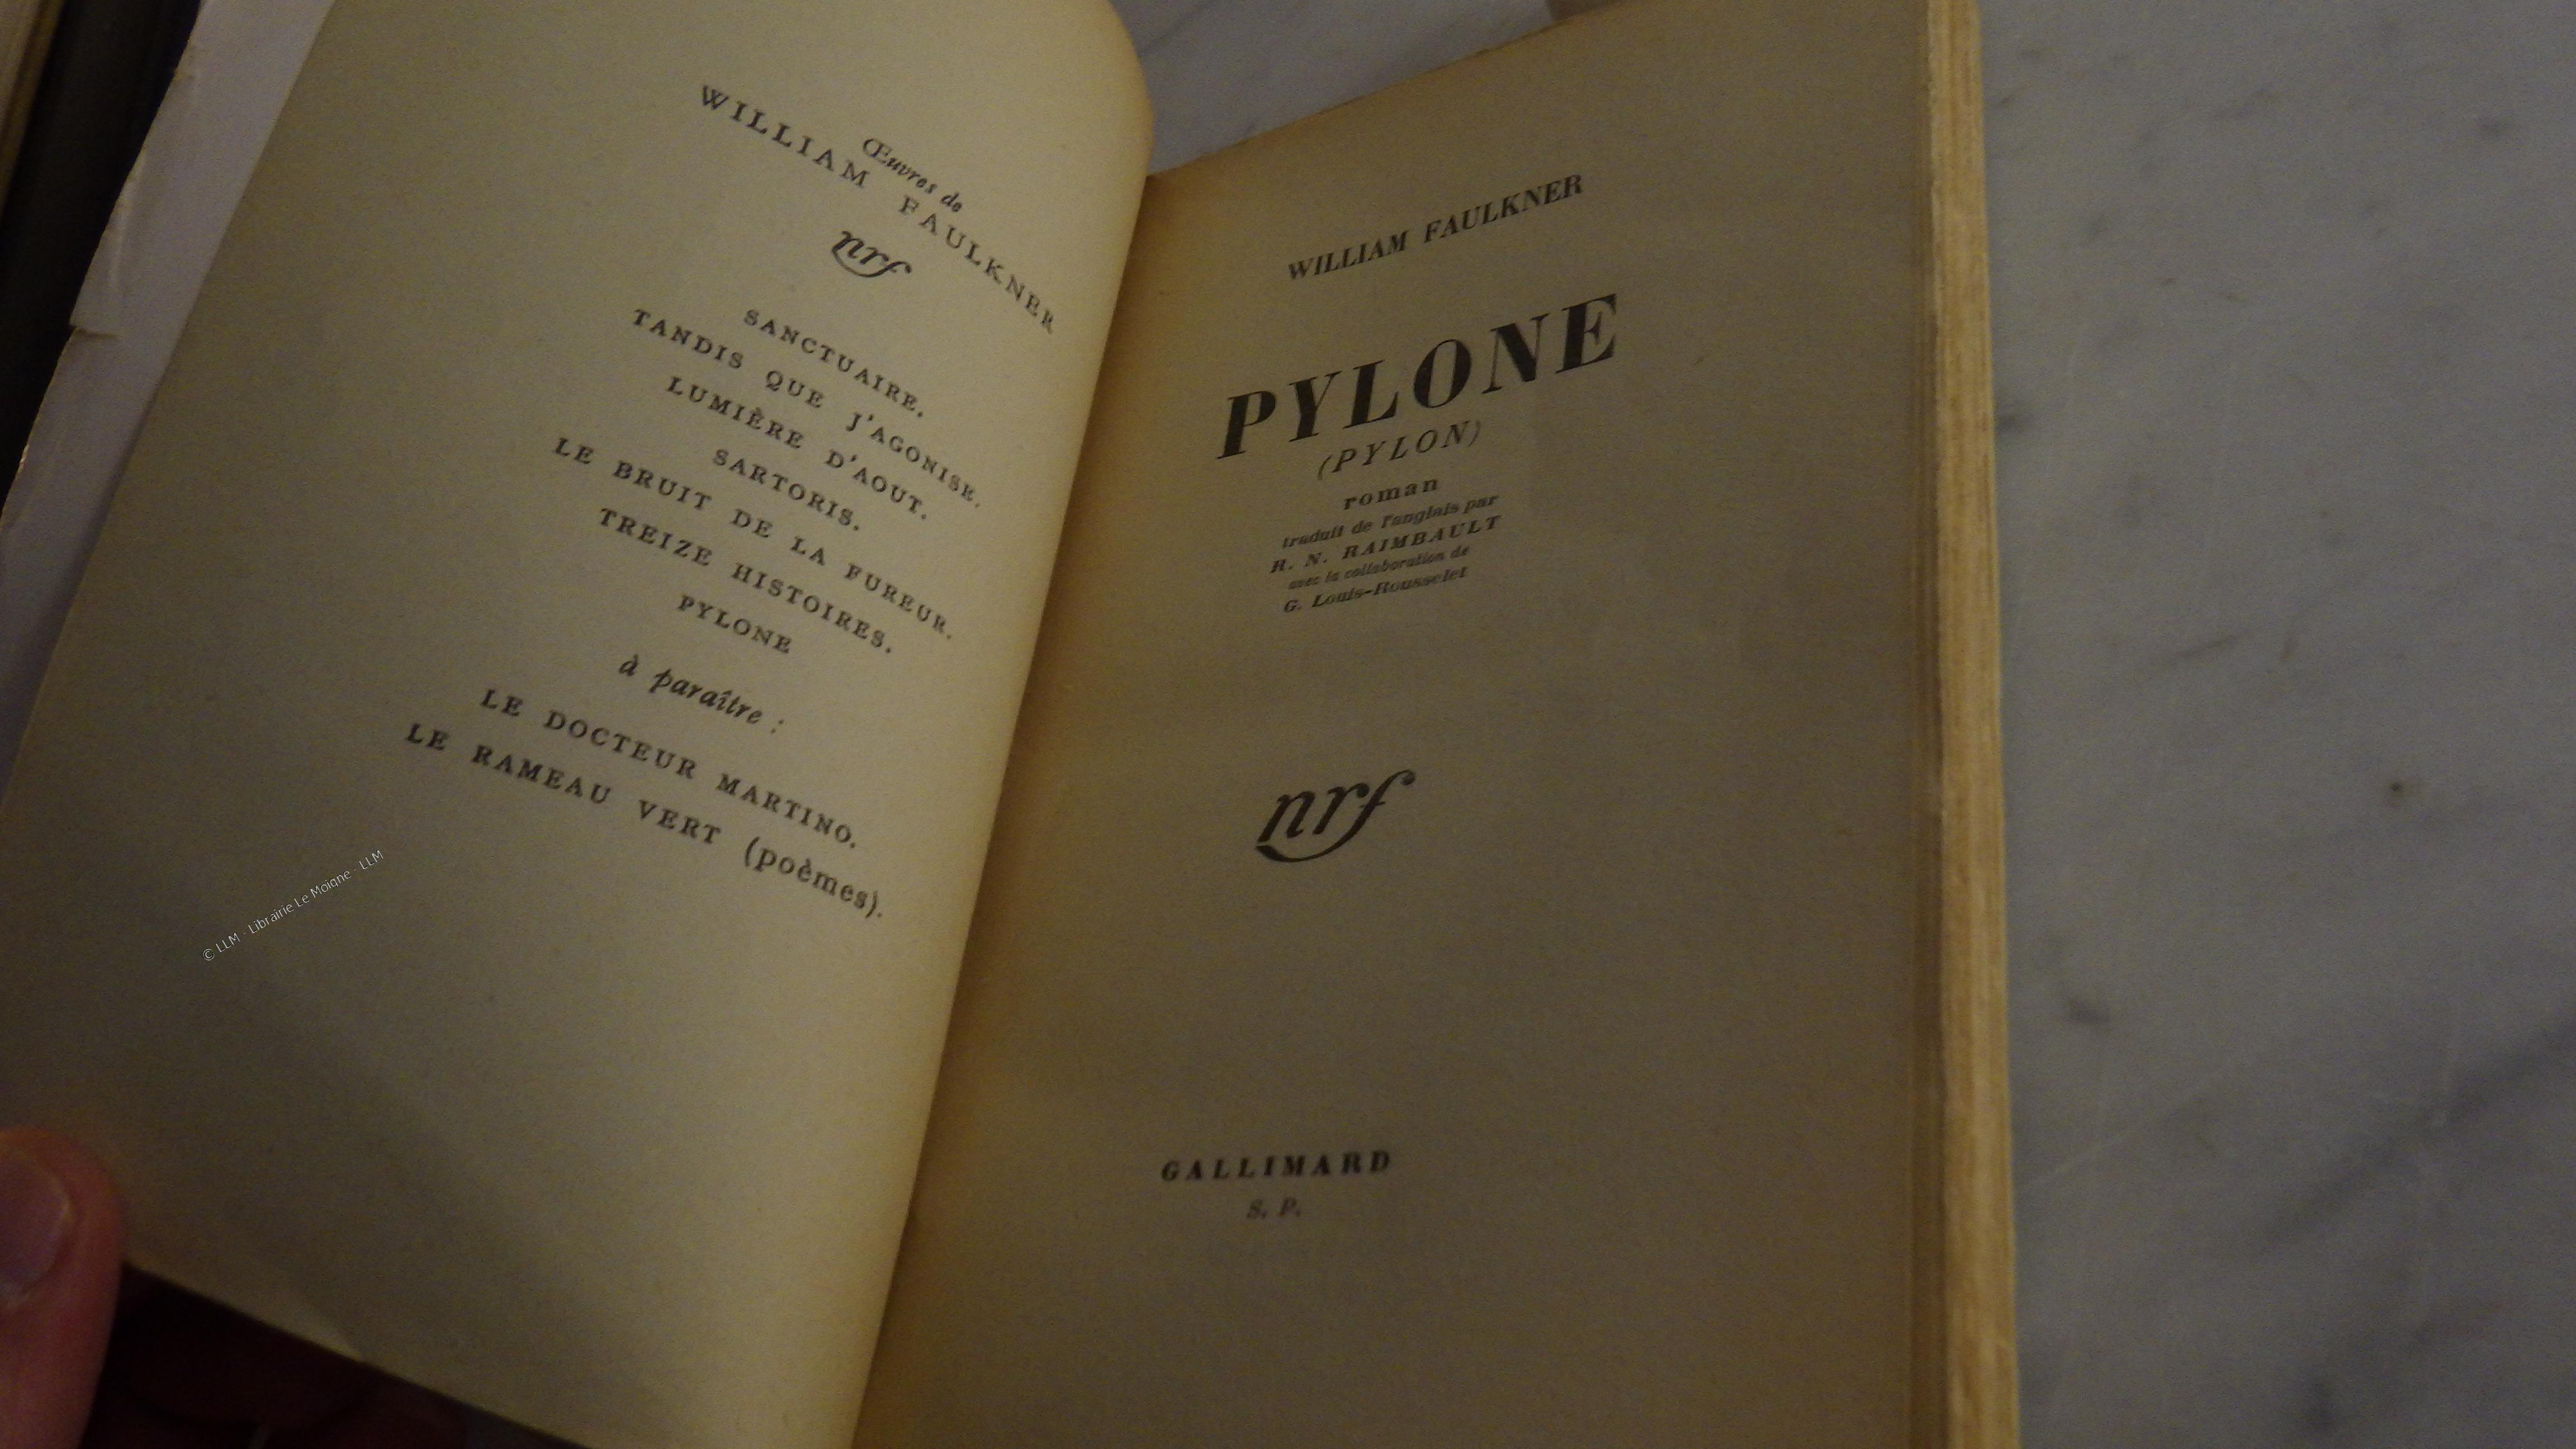 Œuvres de
WILLIAM FAULKNER
nrf
SANCTUAIRE.
TANDIS QUE J'AGONISE.
LUMIÈRE D'AOUT.
SARTORIS.
LE BRUIT DE LA FUREUR.
TREIZE HISTOIRES.
PYLONE
à paraître :
LE DOCTEUR MARTINO.
LE RAMEAU VERT (poèmes).
© LLM - Librairie Le Moigne - LLM
WILLIAM FAULKNER
PYLONE
(PYLON)
roman
traduit de l'anglais par
R. N. RAIMBAULT
avec la collaboration de
G. Louis-Rousselet
nrf
GALLIMARD
S. P.